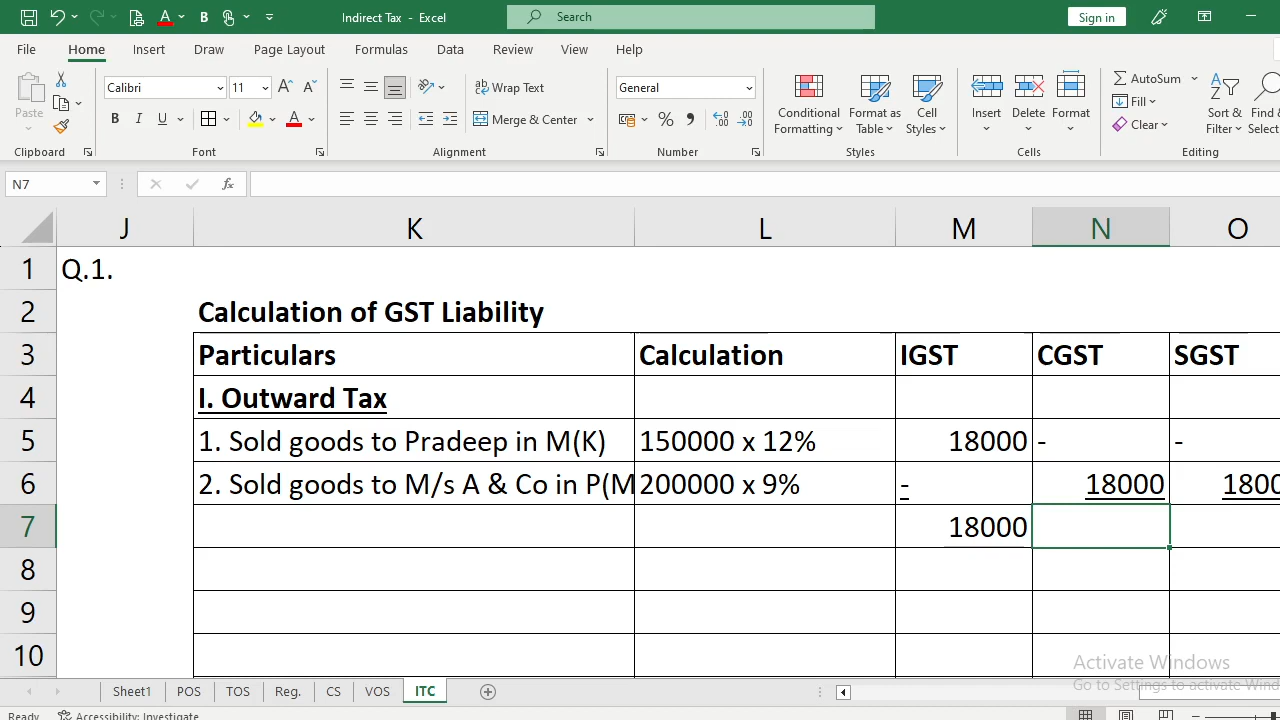 Indirect Tax - Excel
Search
Sign in
File Home Insert Draw Page Layout Formulas Data Review View Help
Paste
Calibri 11
B I U
Wrap Text
Merge & Center
General
Conditional Formatting
Format as Table
Cell Styles
Insert Delete Format
AutoSum
Fill
Clear
Sort & Filter
Find &
Select
Clipboard Font Alignment Number Styles Cells Editing
N7 fx
J K L M N O
1 Q.1.
2 Calculation of GST Liability
3 Particulars Calculation IGST CGST SGST
4 I. Outward Tax
5 1. Sold goods to Pradeep in M(K) 150000 x 12% 18000 - -
6 2. Sold goods to M/s A & Co in P(M 200000 x 9% - 18000 1800
7 18000
8
9
10
Activate Windows
Go to Settings to activate Wind
Sheet1 POS TOS Reg. CS VOS ITC
Ready Accessibility: Investigate